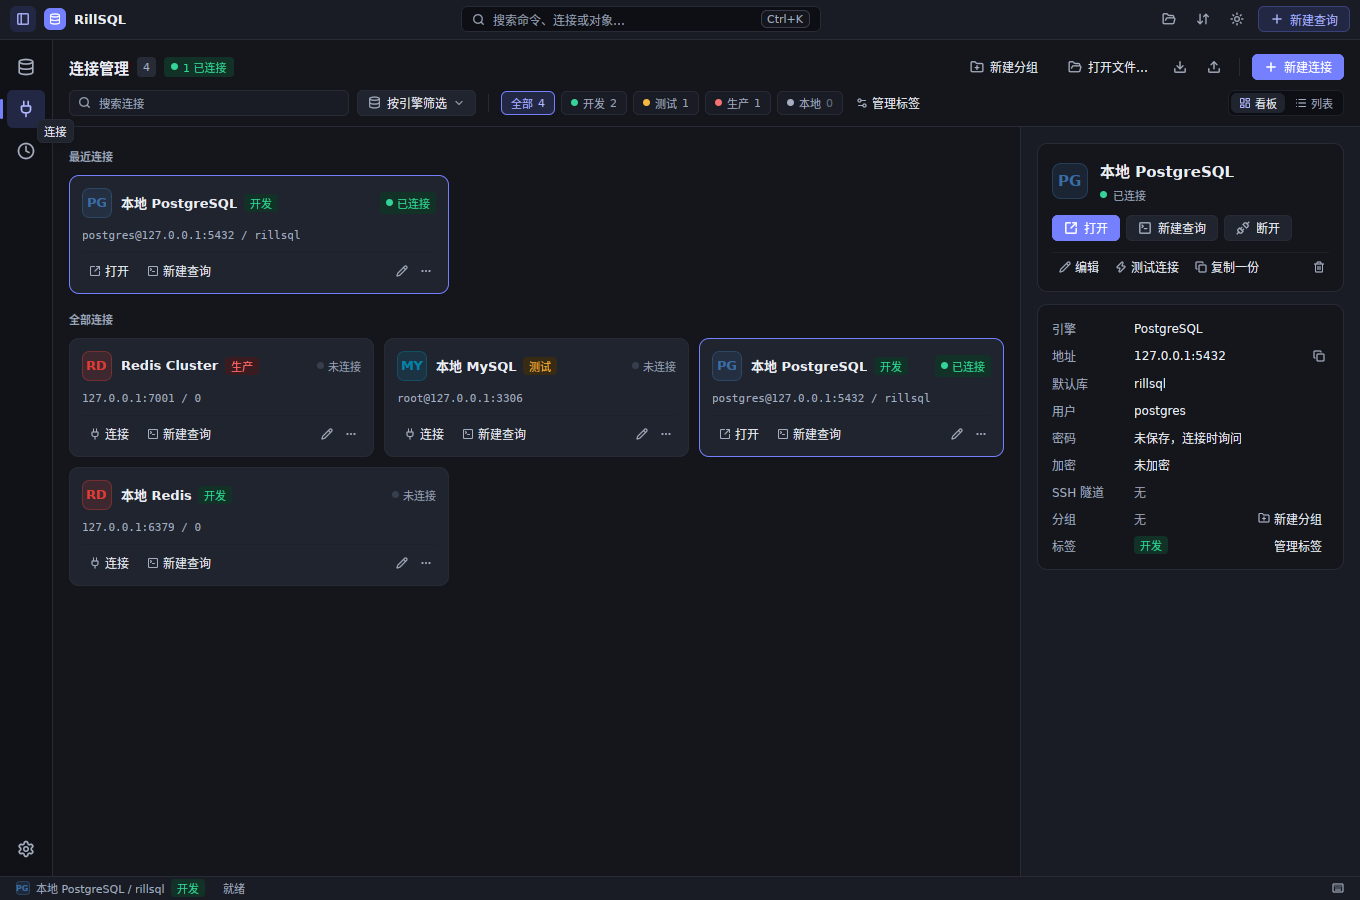 RillSQL
搜索命令、连接或对象...
Ctrl+K
新建查询
连接管理 4 1 已连接
新建分组
打开文件...
新建连接
搜索连接
按引擎筛选
全部 4
开发 2
测试 1
生产 1
本地 0
管理标签
看板
列表
连接
最近连接
PG 本地 PostgreSQL 开发 已连接
postgres@127.0.0.1:5432 / rillsql
打开 新建查询
全部连接
RD Redis Cluster 生产 未连接
127.0.0.1:7001 / 0
连接 新建查询
MY 本地 MySQL 测试 未连接
root@127.0.0.1:3306
连接 新建查询
PG 本地 PostgreSQL 开发 已连接
postgres@127.0.0.1:5432 / rillsql
打开 新建查询
RD 本地 Redis 开发 未连接
127.0.0.1:6379 / 0
连接 新建查询
PG 本地 PostgreSQL
已连接
打开 新建查询 断开
编辑 测试连接 复制一份
引擎 PostgreSQL
地址 127.0.0.1:5432
默认库 rillsql
用户 postgres
密码 未保存，连接时询问
加密 未加密
SSH 隧道 无
分组 无 新建分组
标签 开发 管理标签
PG 本地 PostgreSQL / rillsql 开发 就绪